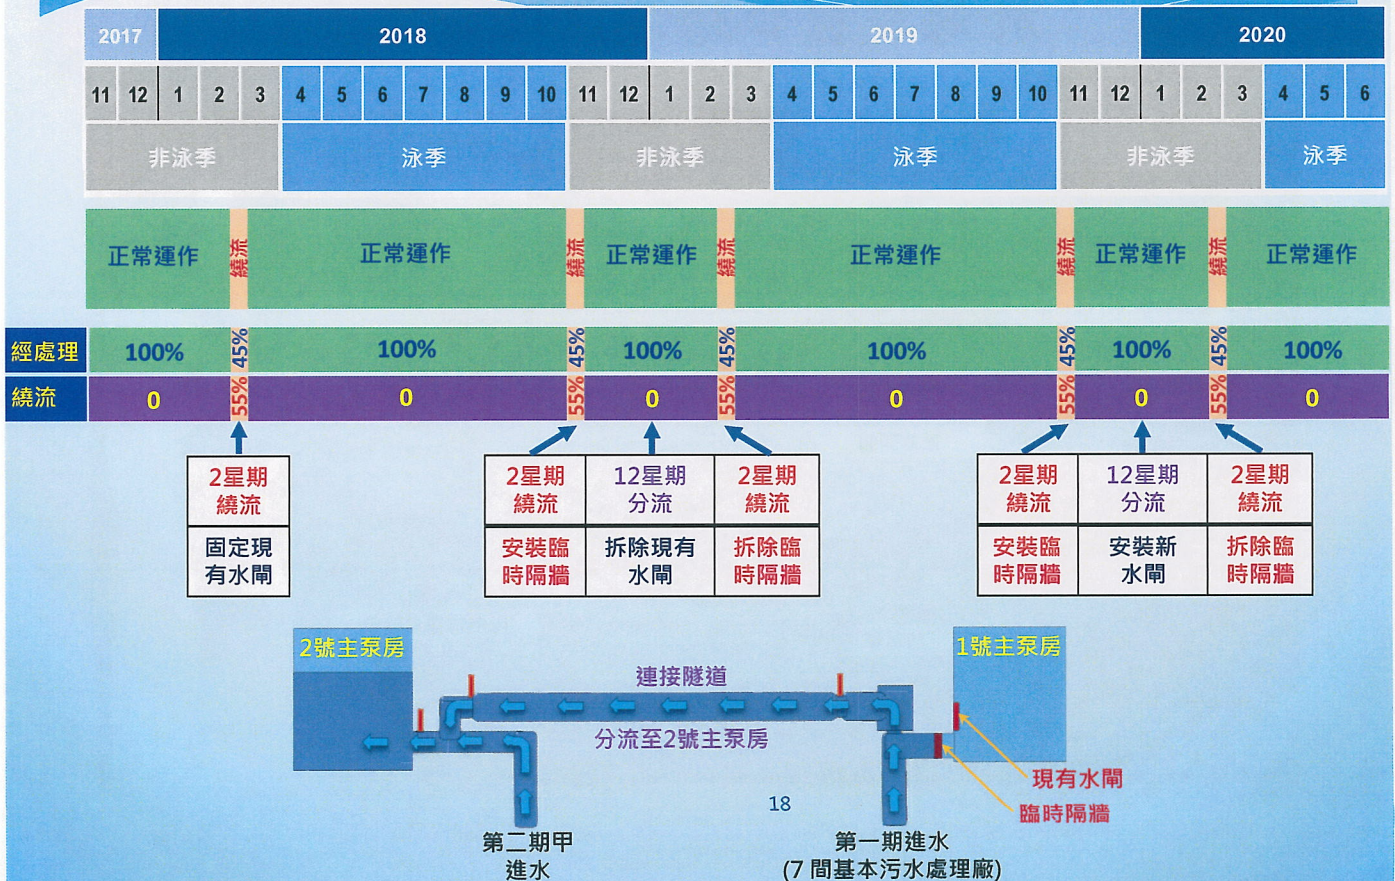 2017 2018 2019 2020
11 12 1 2 3 4 5 6 7 8 9 10 11 12 1 2 3 4 5 6 7 8 9 10 11 12 1 2 3 4 5 6
非泳季 泳季 非泳季 泳季 非泳季 泳季
正常運作 繞流 正常運作 繞流 正常運作 繞流 正常運作 繞流 正常運作 繞流 正常運作
經處理 100% 45% 100% 45% 100% 45% 100% 45% 100% 45% 100%
繞流 0 55% 0 55% 0 55% 0 55% 0 55% 0
2星期 2星期 12星期 2星期 2星期 12星期 2星期
繞流 繞流 分流 繞流 繞流 分流 繞流
固定現 安裝臨 拆除現有 拆除臨 安裝臨 安裝新 拆除臨
有水閘 時隔牆 水閘 時隔牆 時隔牆 水閘 時隔牆
2號主泵房 1號主泵房
連接隧道
分流至2號主泵房
現有水閘
臨時隔牆
18
第二期甲 第一期進水
進水 (7 間基本污水處理廠)